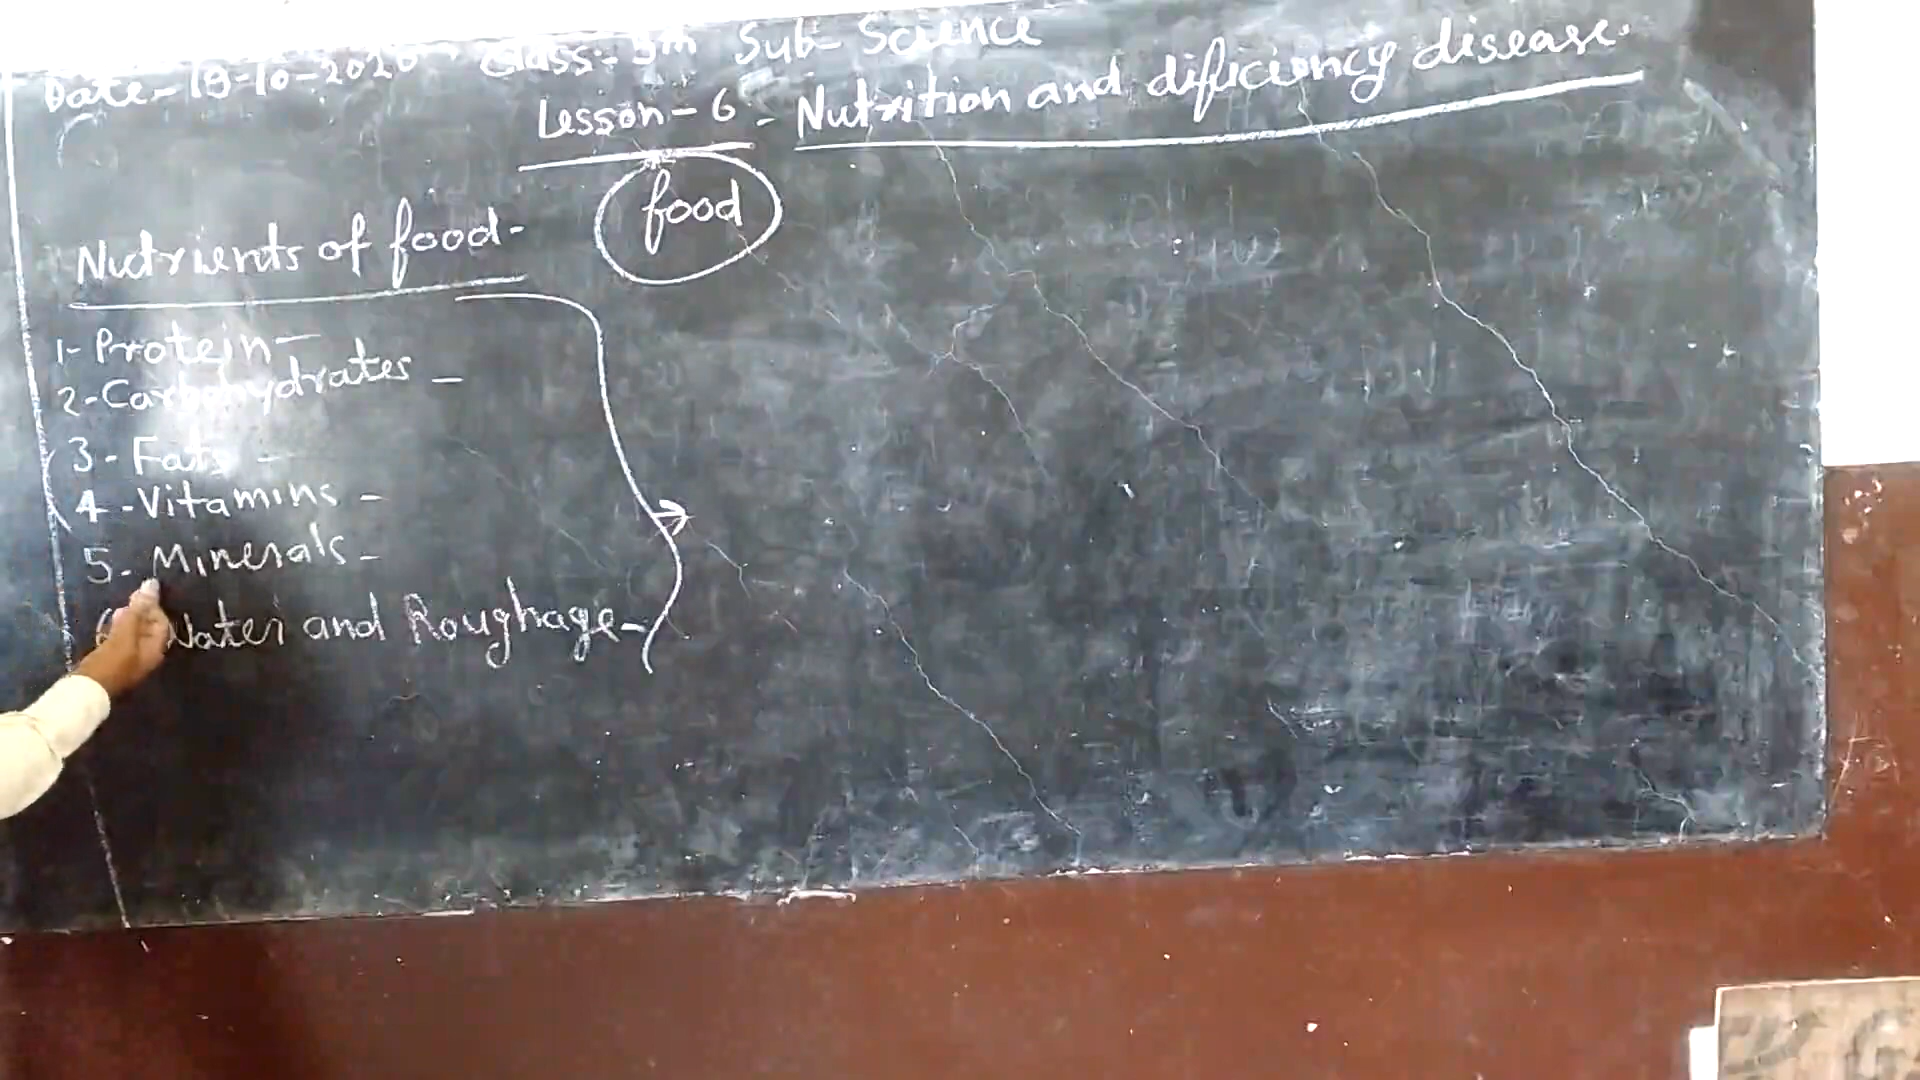 Date-19-10-2020 Class:-5th Sub-Science
Lesson-6 - Nutrition and dificiency disease.
food
Nutrients of food-
1- Protein-
2-Carbohydrates -
3- Fats -
4 -Vitamins -
5- Minerals -
6 Water and Roughage-